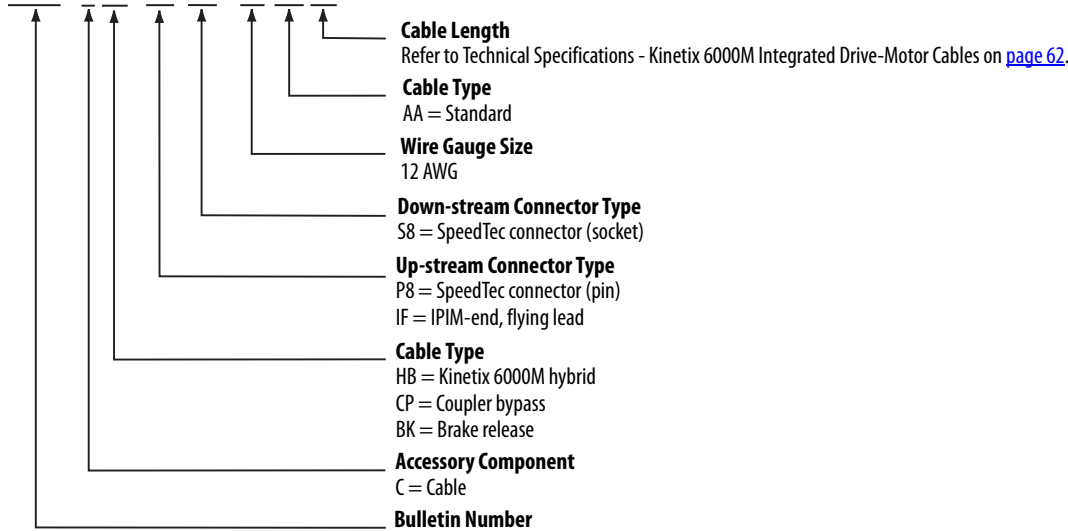 Cable Length
Refer to Technical Specifications - Kinetix 6000M Integrated Drive-Motor Cables on page 62.
Cable Type
AA = Standard
Wire Gauge Size
12 AWG
Down-stream Connector Type
S8 = SpeedTec connector (socket)
Up-stream Connector Type
P8 = SpeedTec connector (pin)
IF = IPIM-end, flying lead
Cable Type
HB = Kinetix 6000M hybrid
CP = Coupler bypass
BK = Brake release
Accessory Component
C = Cable
Bulletin Number